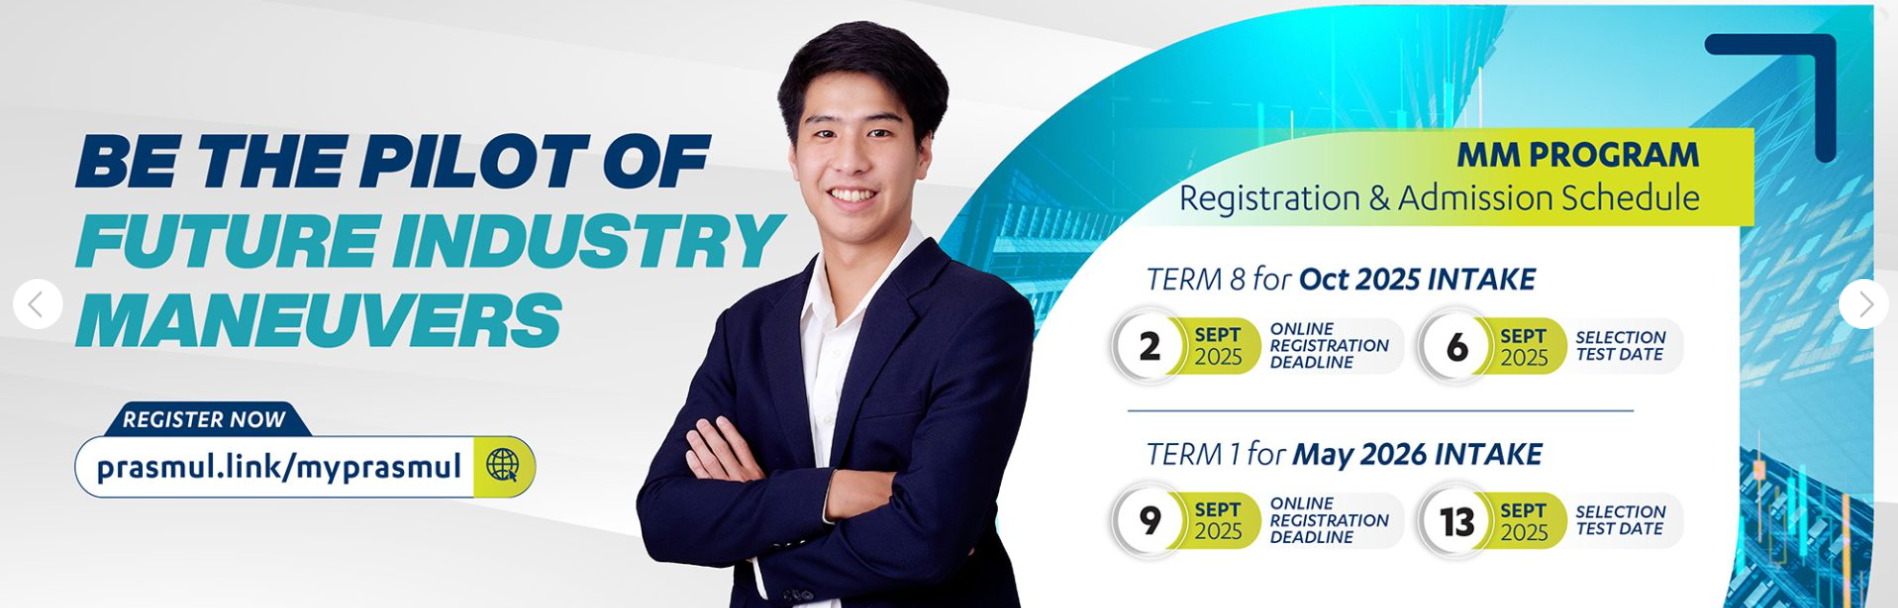 BE THE PILOT OF
FUTURE INDUSTRY
MANEUVERS
REGISTER NOW
prasmul.link/myprasmul
MM PROGRAM
Registration & Admission Schedule
TERM 8 for Oct 2025 INTAKE
2 SEPT 2025 ONLINE REGISTRATION DEADLINE
6 SEPT 2025 SELECTION TEST DATE
TERM 1 for May 2026 INTAKE
9 SEPT 2025 ONLINE REGISTRATION DEADLINE
13 SEPT 2025 SELECTION TEST DATE